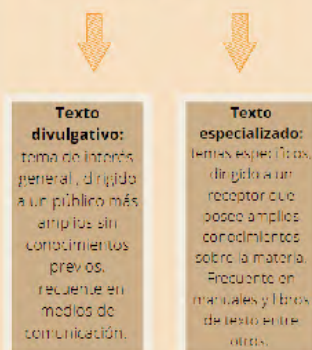 Texto
divulgativo:
tema de interés
general, dirigido
a un público más
amplios sin
conocimientos
previos.
recuente en
medios de
comunicación.
Texto
especializado:
temas específicos,
dirigido a un
receptor que
posee amplios
conocimientos
sobre la materia.
Frecuente en
manuales y libros
de texto entre
otros.